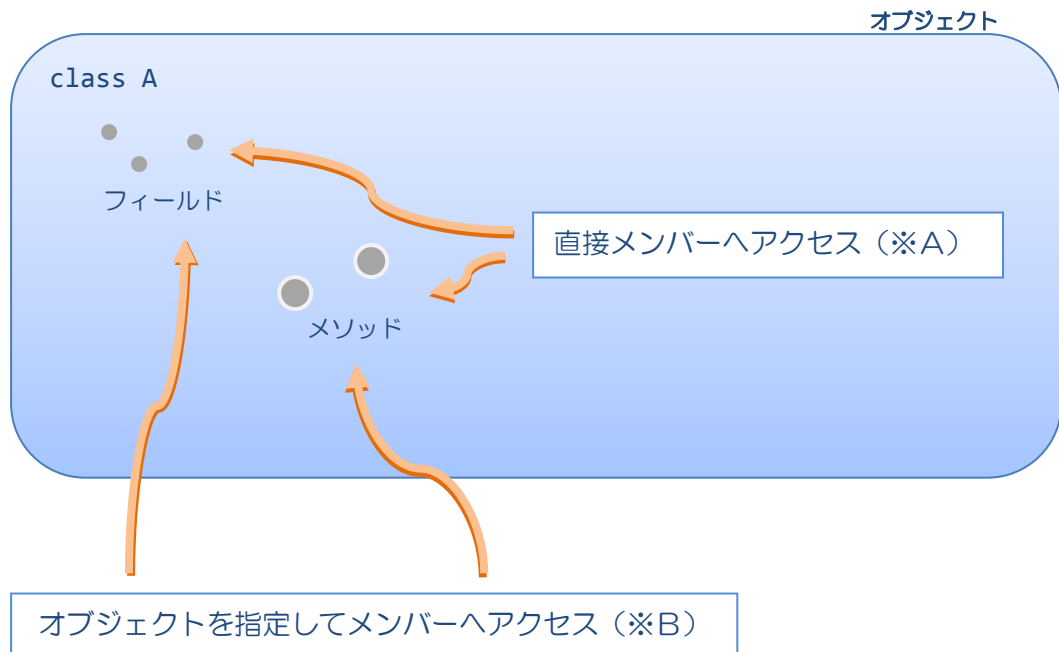 オブジェクト
class A
フィールド
直接メンバーへアクセス（※A）
メソッド
オブジェクトを指定してメンバーへアクセス（※B）